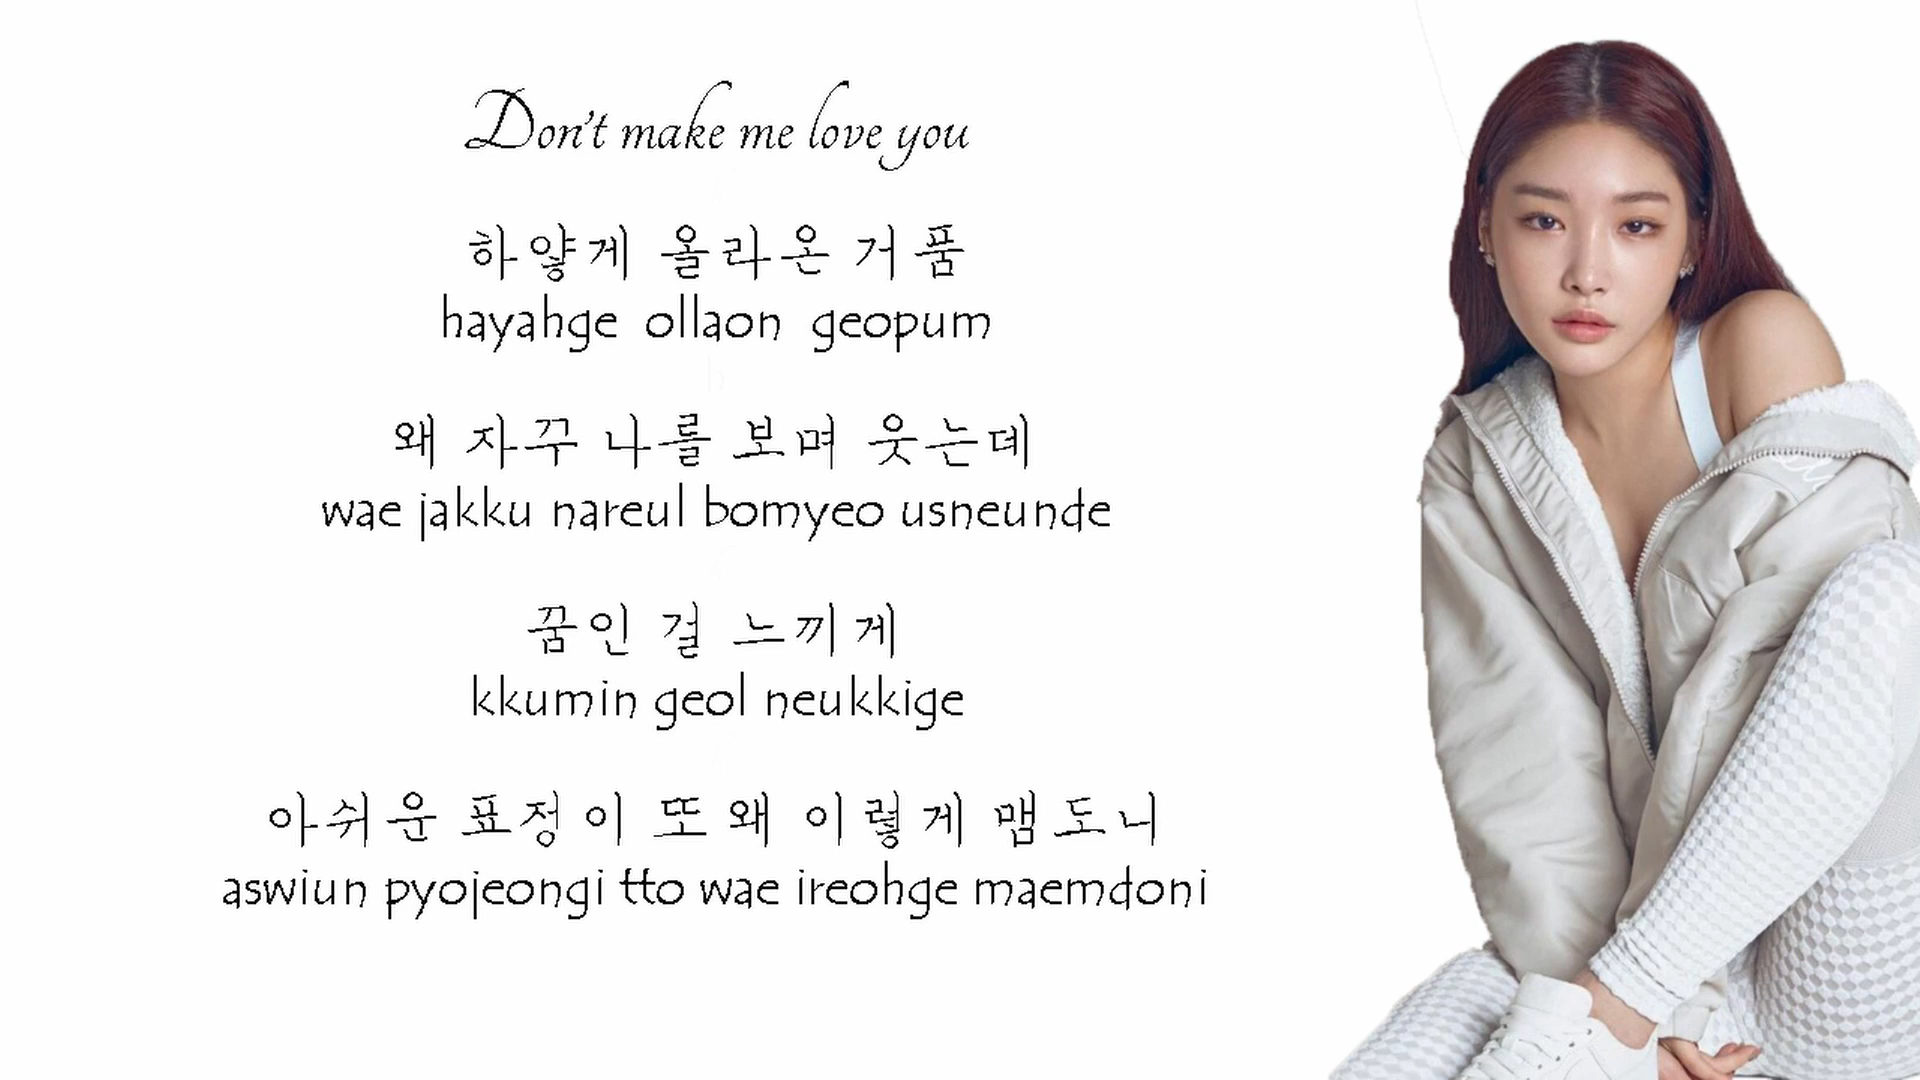 Don't make me love you
하얗게 올라온 거품
hayahge ollaon geopum
왜 자꾸 나를 보며 웃는데
wae jakku nareul bomyeo usneunde
꿈인 걸 느끼게
kkumin geol neukkige
아쉬운 표정이 또 왜 이렇게 맴도니
aswiun pyojeongi tto wae ireohge maemdoni